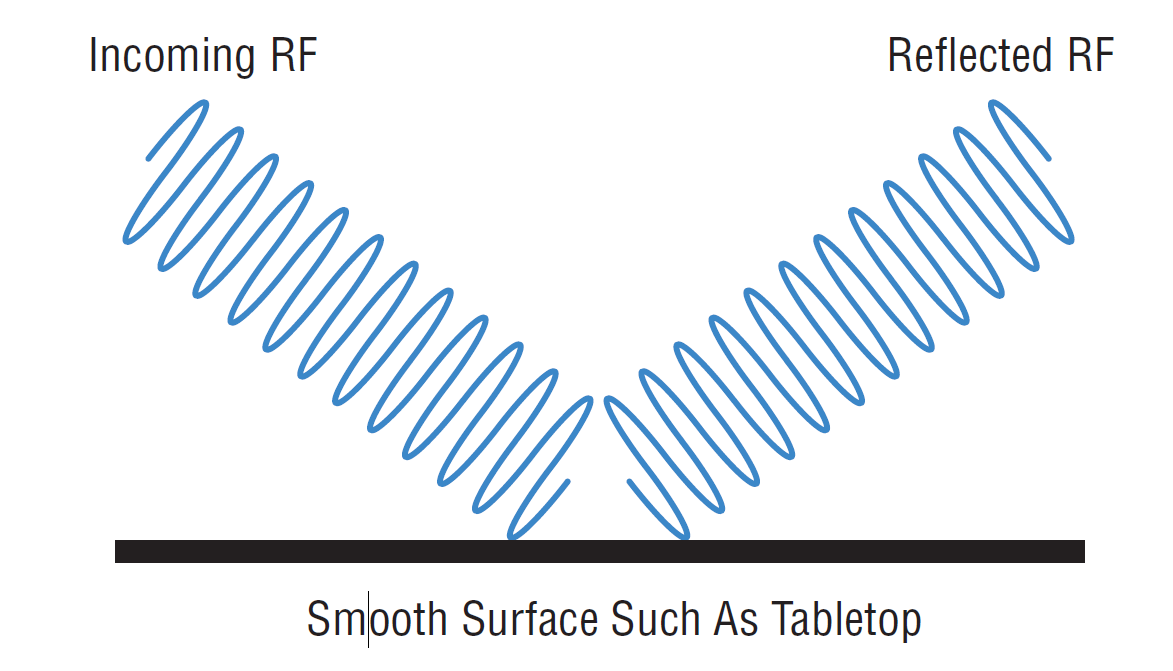 Incoming RF
Reflected RF
Smooth Surface Such As Tabletop